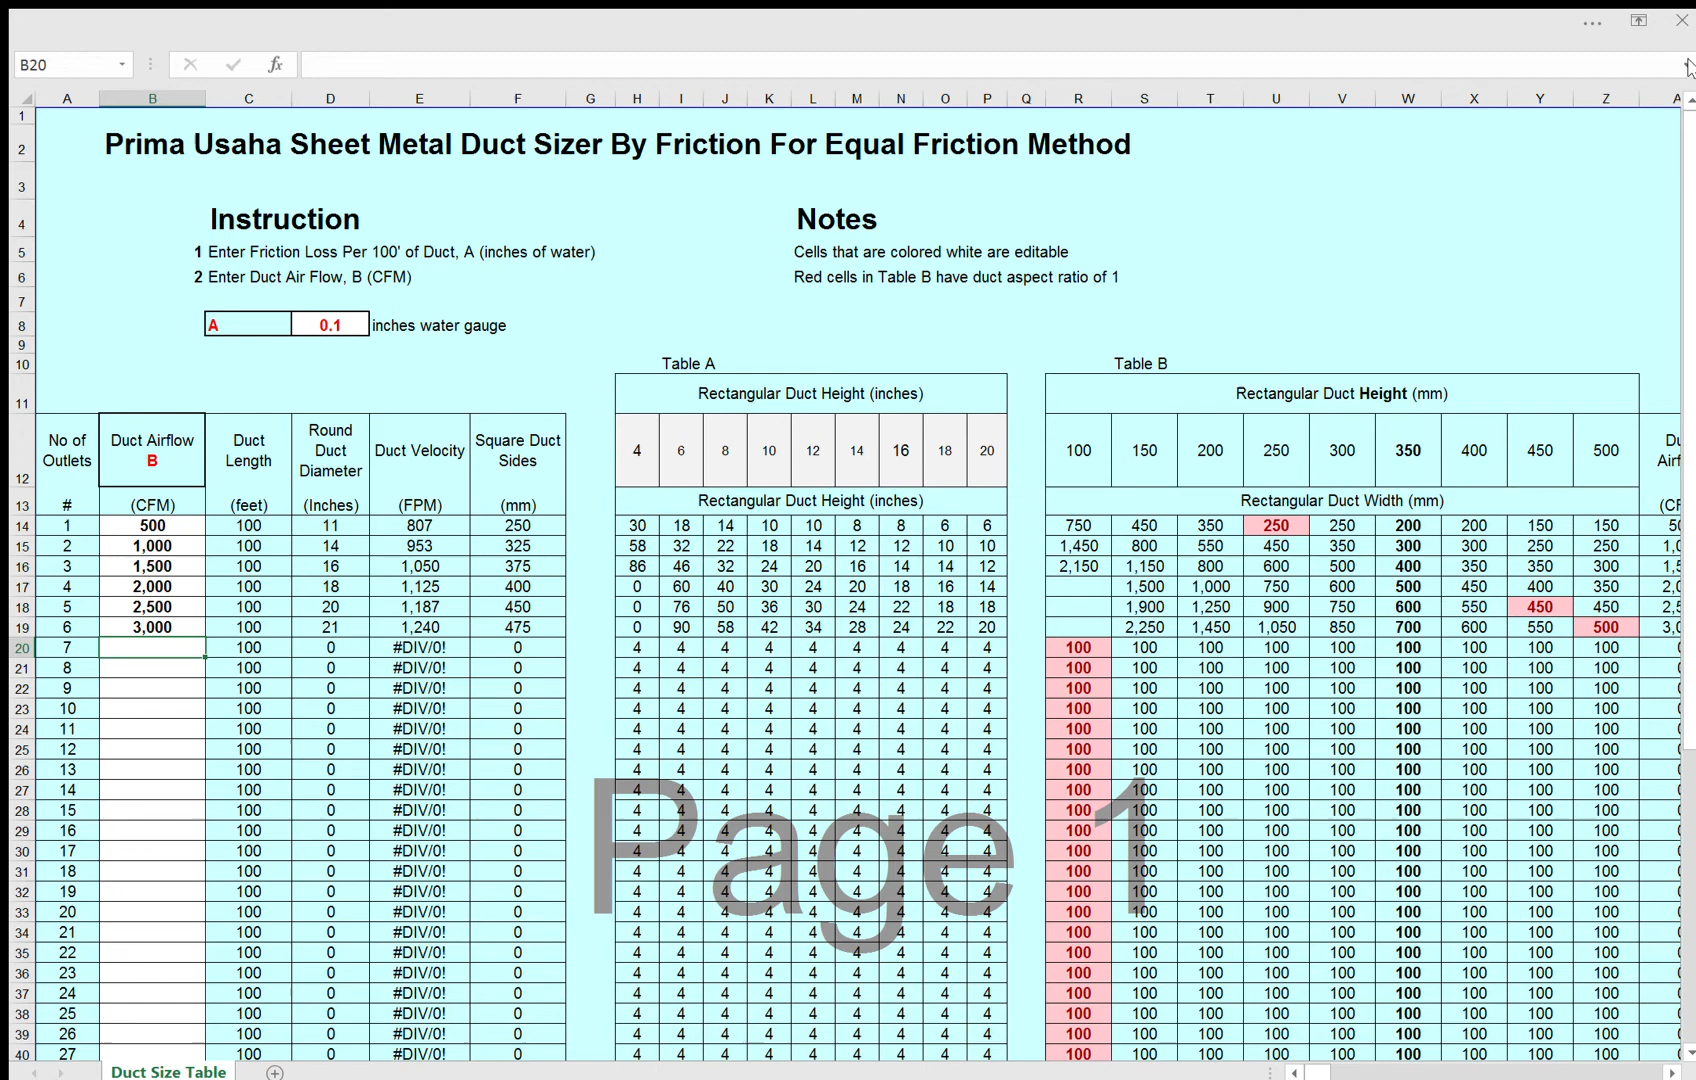 B20
fx
A B C D E F G H I J K L M N O P Q R S T U V W X Y Z
1
2 Prima Usaha Sheet Metal Duct Sizer By Friction For Equal Friction Method
3
4 Instruction Notes
5 1 Enter Friction Loss Per 100' of Duct, A (inches of water) Cells that are colored white are editable
6 2 Enter Duct Air Flow, B (CFM) Red cells in Table B have duct aspect ratio of 1
7
8 A 0.1 inches water gauge
9
10 Table A Table B
11 Rectangular Duct Height (inches) Rectangular Duct Height (mm)
No of Outlets Duct Airflow B Duct Length Round Duct Diameter Duct Velocity Square Duct Sides
12 4 6 8 10 12 14 16 18 20 100 150 200 250 300 350 400 450 500
13 # (CFM) (feet) (Inches) (FPM) (mm) Rectangular Duct Height (inches) Rectangular Duct Width (mm)
14 1 500 100 11 807 250 30 18 14 10 10 8 8 6 6 750 450 350 250 250 200 200 150 150
15 2 1,000 100 14 953 325 58 32 22 18 14 12 12 10 10 1,450 800 550 450 350 300 300 250 250
16 3 1,500 100 16 1,050 375 86 46 32 24 20 16 14 14 12 2,150 1,150 800 600 500 400 350 350 300
17 4 2,000 100 18 1,125 400 0 60 40 30 24 20 18 16 14 1,500 1,000 750 600 500 450 400 350
18 5 2,500 100 20 1,187 450 0 76 50 36 30 24 22 18 18 1,900 1,250 900 750 600 550 450 450
19 6 3,000 100 21 1,240 475 0 90 58 42 34 28 24 22 20 2,250 1,450 1,050 850 700 600 550 500
20 7 100 0 #DIV/0! 0 4 4 4 4 4 4 4 4 4 100 100 100 100 100 100 100 100 100
21 8 100 0 #DIV/0! 0 4 4 4 4 4 4 4 4 4 100 100 100 100 100 100 100 100 100
22 9 100 0 #DIV/0! 0 4 4 4 4 4 4 4 4 4 100 100 100 100 100 100 100 100 100
23 10 100 0 #DIV/0! 0 4 4 4 4 4 4 4 4 4 100 100 100 100 100 100 100 100 100
24 11 100 0 #DIV/0! 0 4 4 4 4 4 4 4 4 4 100 100 100 100 100 100 100 100 100
25 12 100 0 #DIV/0! 0 4 4 4 4 4 4 4 4 4 100 100 100 100 100 100 100 100 100
26 13 100 0 #DIV/0! 0 4 4 4 4 4 4 4 4 4 100 100 100 100 100 100 100 100 100
27 14 100 0 #DIV/0! 0 4 4 4 4 4 4 4 4 4 100 100 100 100 100 100 100 100 100
28 15 100 0 #DIV/0! 0 4 4 4 4 4 4 4 4 4 100 100 100 100 100 100 100 100 100
29 16 100 0 #DIV/0! 0 4 4 4 4 4 4 4 4 4 100 100 100 100 100 100 100 100 100
30 17 100 0 #DIV/0! 0 4 4 4 4 4 4 4 4 4 100 100 100 100 100 100 100 100 100
Page 1
31 18 100 0 #DIV/0! 0 4 4 4 4 4 4 4 4 4 100 100 100 100 100 100 100 100 100
32 19 100 0 #DIV/0! 0 4 4 4 4 4 4 4 4 4 100 100 100 100 100 100 100 100 100
33 20 100 0 #DIV/0! 0 4 4 4 4 4 4 4 4 4 100 100 100 100 100 100 100 100 100
34 21 100 0 #DIV/0! 0 4 4 4 4 4 4 4 4 4 100 100 100 100 100 100 100 100 100
35 22 100 0 #DIV/0! 0 4 4 4 4 4 4 4 4 4 100 100 100 100 100 100 100 100 100
36 23 100 0 #DIV/0! 0 4 4 4 4 4 4 4 4 4 100 100 100 100 100 100 100 100 100
37 24 100 0 #DIV/0! 0 4 4 4 4 4 4 4 4 4 100 100 100 100 100 100 100 100 100
38 25 100 0 #DIV/0! 0 4 4 4 4 4 4 4 4 4 100 100 100 100 100 100 100 100 100
39 26 100 0 #DIV/0! 0 4 4 4 4 4 4 4 4 4 100 100 100 100 100 100 100 100 100
40 27 100 0 #DIV/0! 0 4 4 4 4 4 4 4 4 4 100 100 100 100 100 100 100 100 100
Duct Size Table